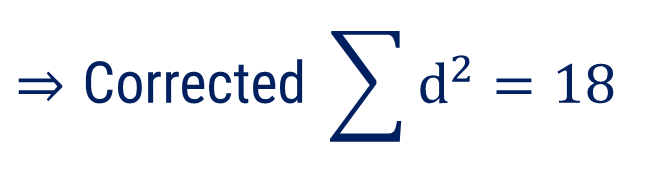 ⇒ Corrected ∑ d² = 18